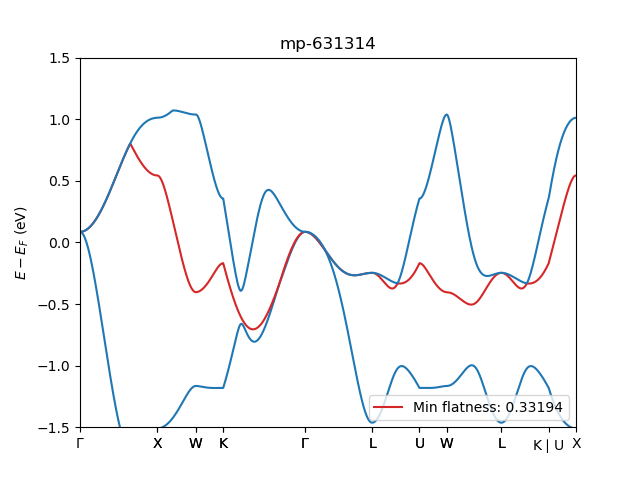 mp-631314
1.5
1.0
0.5
0.0
−0.5
−1.0
−1.5
E − E_F (eV)
Min flatness: 0.33194
Γ X W K Γ L U W L K | U X